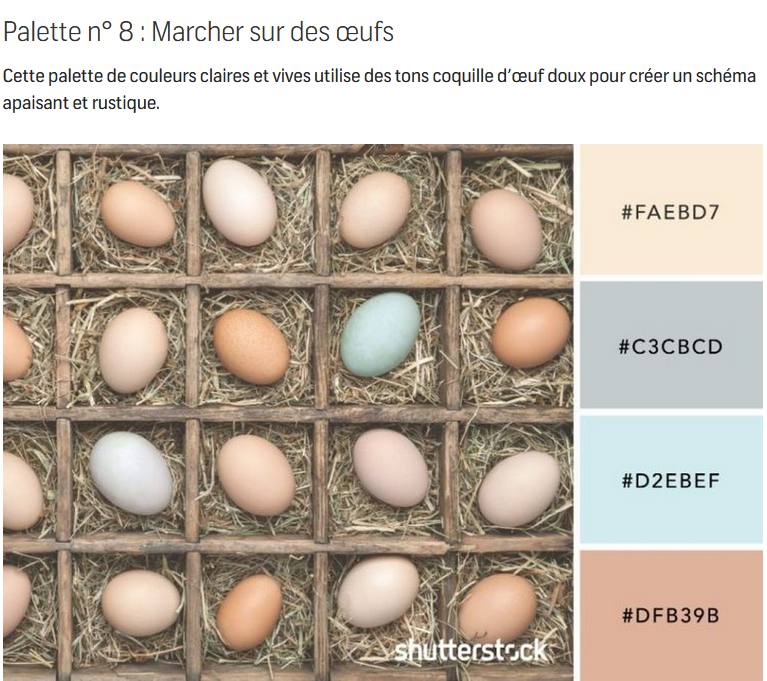 Palette n° 8 : Marcher sur des œufs
Cette palette de couleurs claires et vives utilise des tons coquille d’œuf doux pour créer un schéma
apaisant et rustique.
#FAEBD7
#C3CBCD
#D2EBEF
#DFB39B
shutterstock